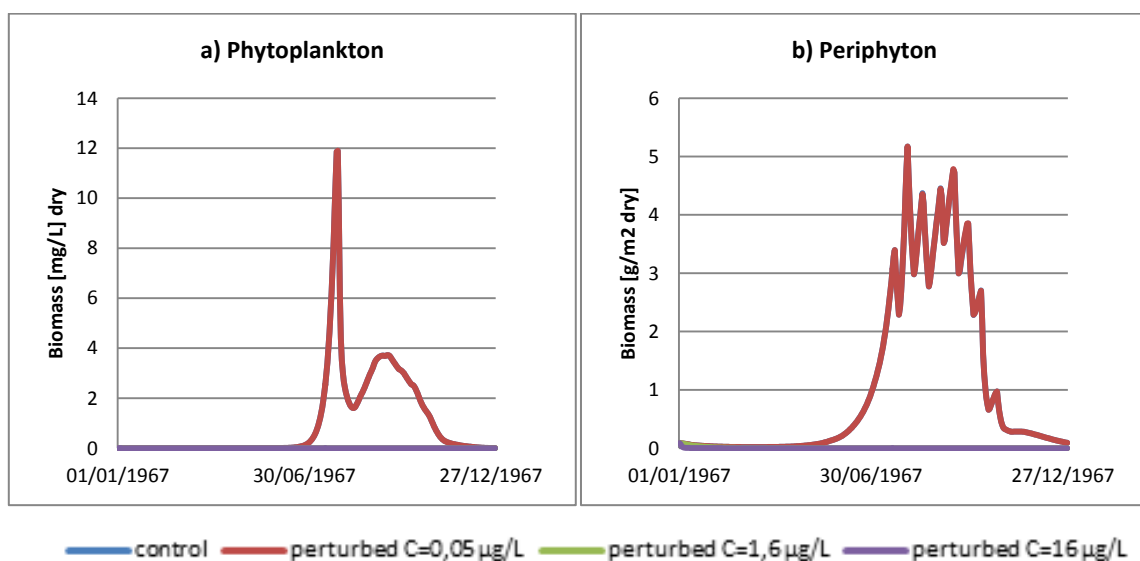 a) Phytoplankton
Biomass [mg/L] dry
14
12
10
8
6
4
2
0
01/01/1967 30/06/1967 27/12/1967
b) Periphyton
Biomass [g/m2 dry]
6
5
4
3
2
1
0
01/01/1967 30/06/1967 27/12/1967
control perturbed C=0,05 µg/L perturbed C=1,6 µg/L perturbed C=16 µg/L